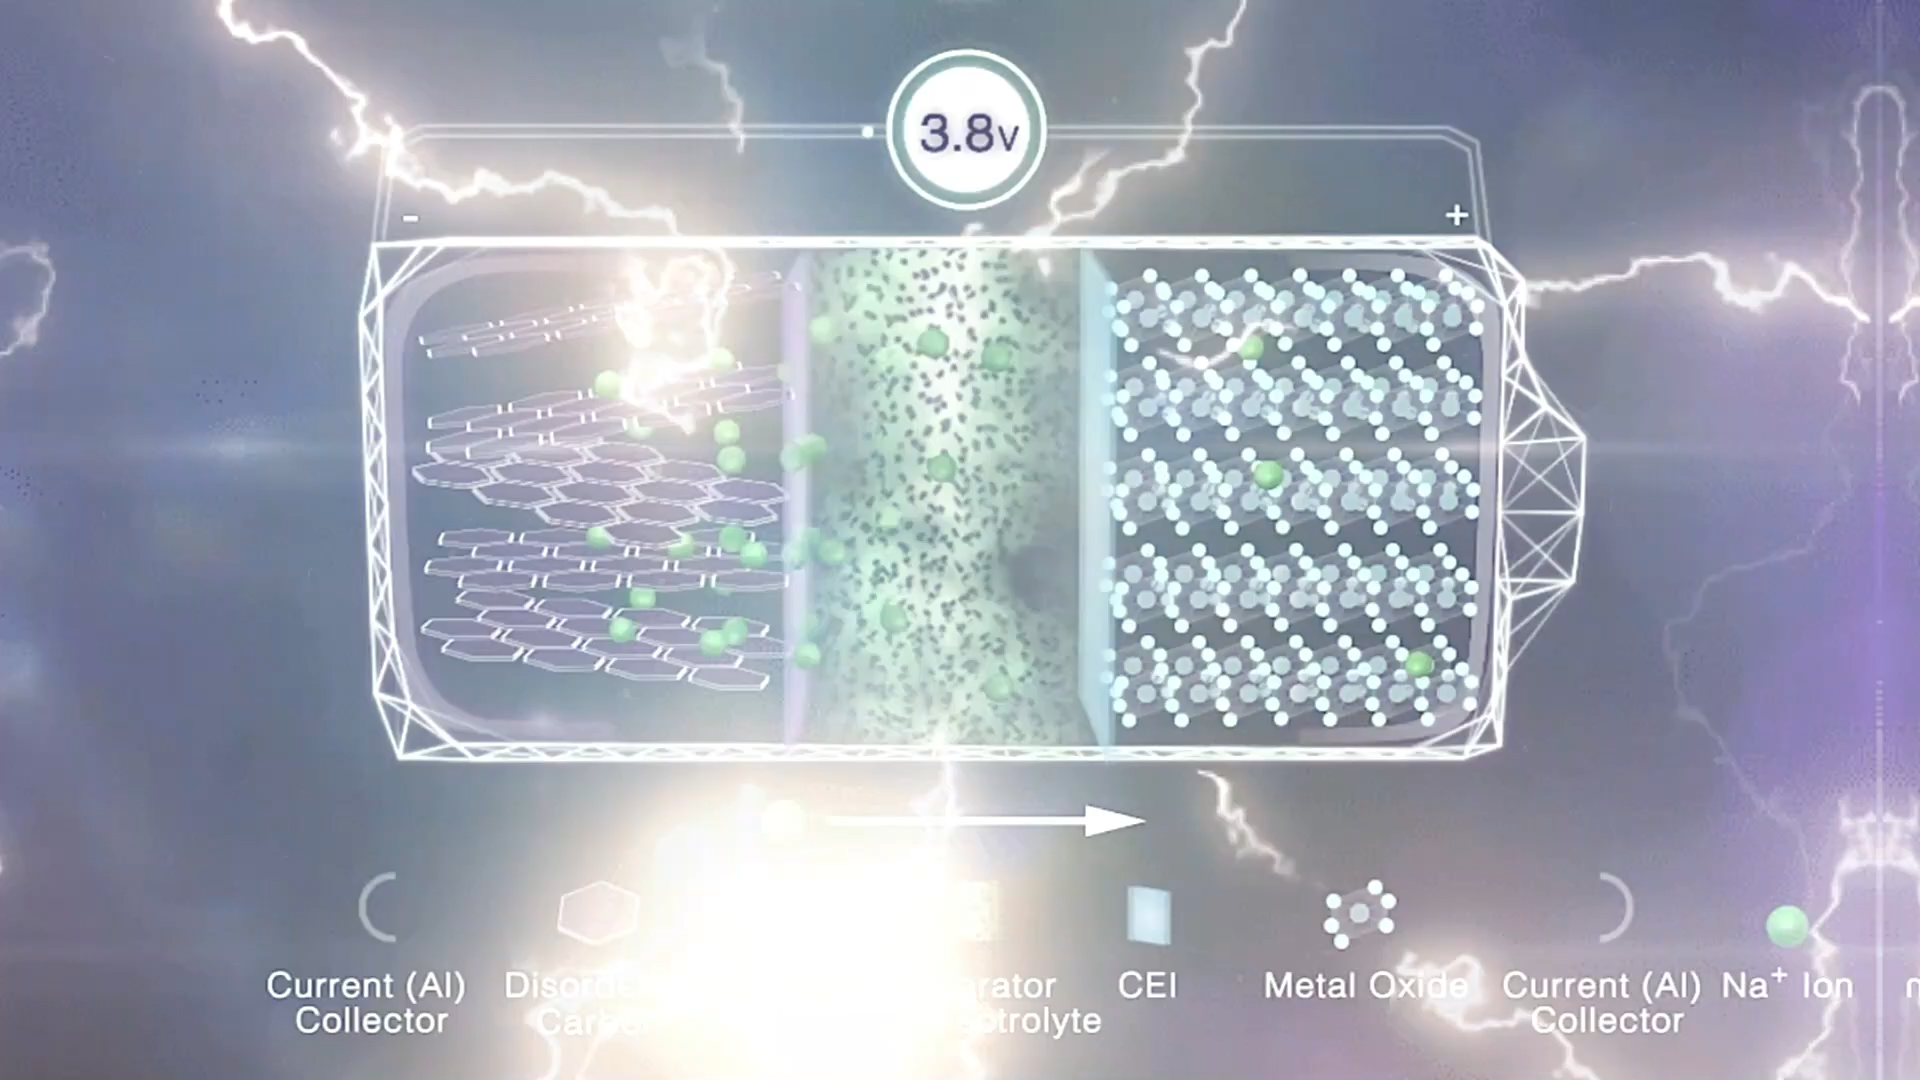 3.8v
- +
Current (Al) Collector
CEI
Metal Oxide
Current (Al) Collector
Na⁺ Ion